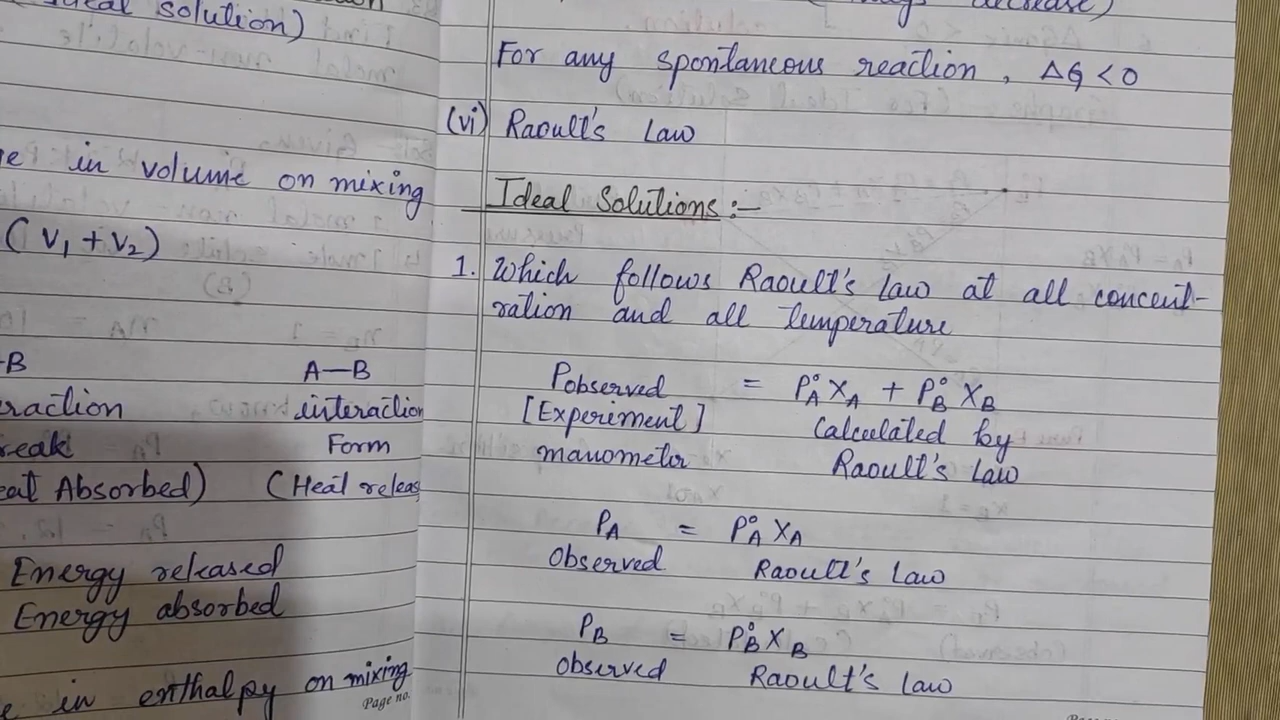 solution)
e in volume on mixing
(V₁ + V₂)
-B A—B
raction interaction
reak Form
eat Absorbed) (Heat releas
Energy released
Energy absorbed
e in enthalpy on mixing
Page no.
decrease)
For any spontaneous reaction, ΔG < 0
(vi) Raoult's Law
Ideal Solutions :-
1. Which follows Raoult's law at all concent-
ration and all temperature
Pobserved = P°A XA + P°B XB
[Experiment] Calculated by
manometer Raoult's Law
PA = P°A XA
Observed Raoult's Law
PB = P°B XB
observed Raoult's Law